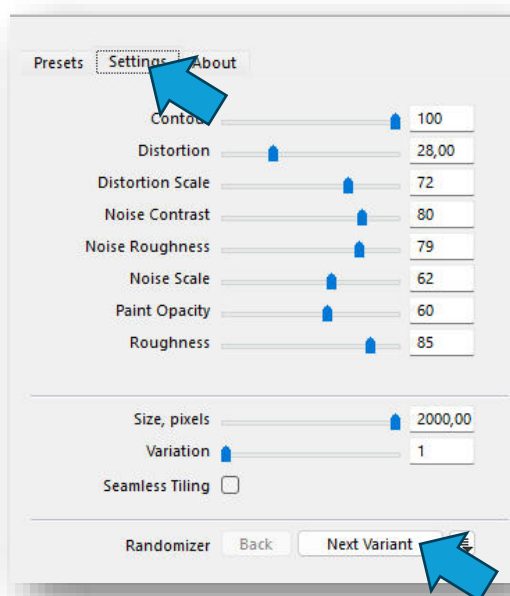 Presets Settings About
Contour 100
Distortion 28,00
Distortion Scale 72
Noise Contrast 80
Noise Roughness 79
Noise Scale 62
Paint Opacity 60
Roughness 85
Size, pixels 2000,00
Variation 1
Seamless Tiling
Randomizer Back Next Variant